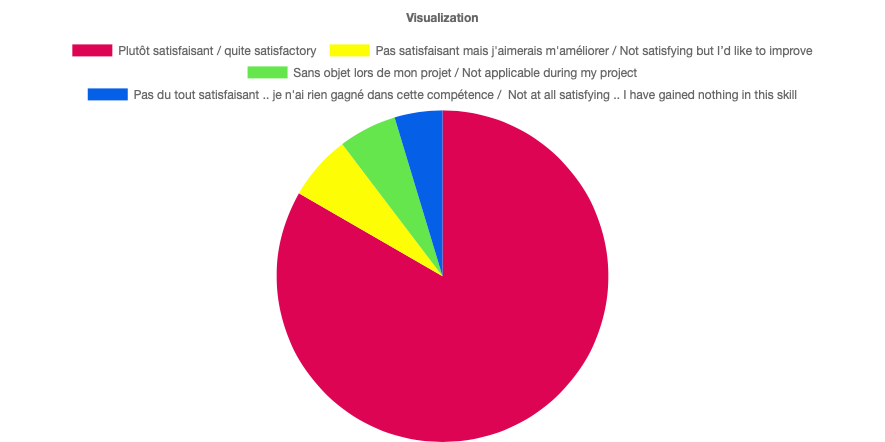 Visualization
Plutôt satisfaisant / quite satisfactory Pas satisfaisant mais j'aimerais m'améliorer / Not satisfying but I'd like to improve
Sans objet lors de mon projet / Not applicable during my project
Pas du tout satisfaisant .. je n'ai rien gagné dans cette compétence /  Not at all satisfying .. I have gained nothing in this skill